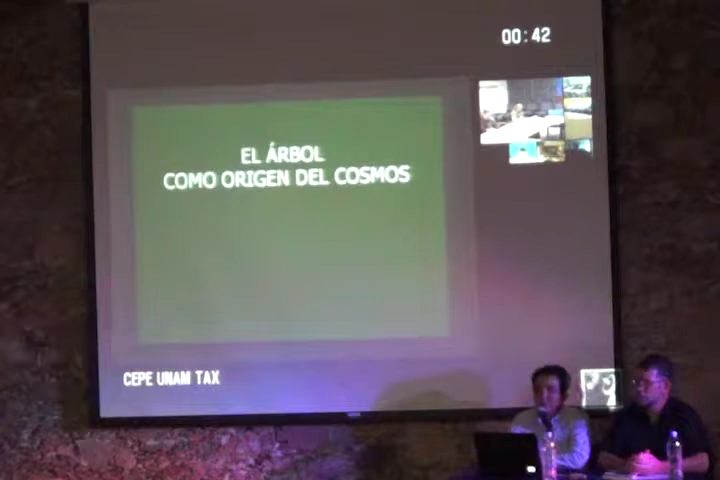 00:42
EL ÁRBOL
COMO ORIGEN DEL COSMOS
CEPE UNAM TAX